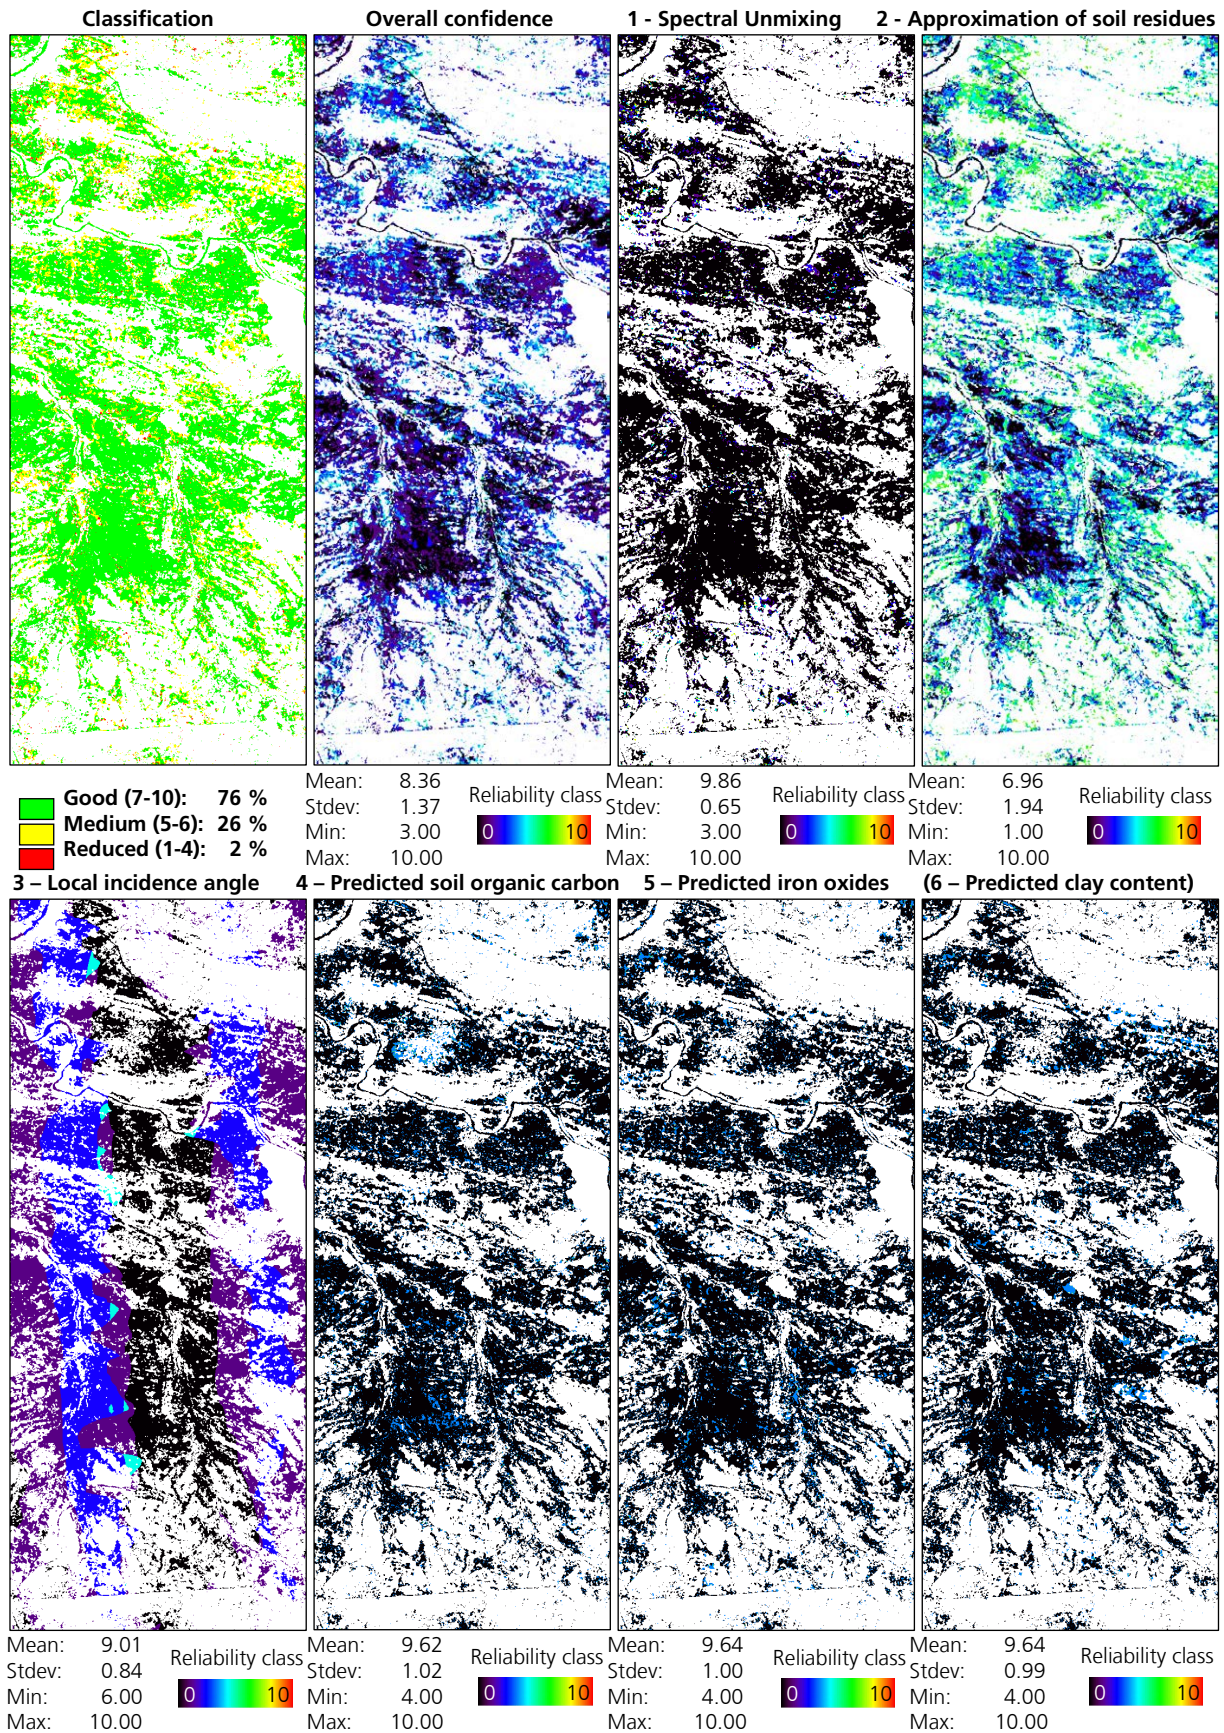 Classification
Overall confidence
1 - Spectral Unmixing
2 - Approximation of soil residues
Good (7-10): 76 %
Medium (5-6): 26 %
Reduced (1-4): 2 %
Mean: 8.36
Stdev: 1.37
Min: 3.00
Max: 10.00
Reliability class
0 10
Mean: 9.86
Stdev: 0.65
Min: 3.00
Max: 10.00
Reliability class
0 10
Mean: 6.96
Stdev: 1.94
Min: 1.00
Max: 10.00
Reliability class
0 10
3 – Local incidence angle
4 – Predicted soil organic carbon
5 – Predicted iron oxides
(6 – Predicted clay content)
Mean: 9.01
Stdev: 0.84
Min: 6.00
Max: 10.00
Reliability class
0 10
Mean: 9.62
Stdev: 1.02
Min: 4.00
Max: 10.00
Reliability class
0 10
Mean: 9.64
Stdev: 1.00
Min: 4.00
Max: 10.00
Reliability class
0 10
Mean: 9.64
Stdev: 0.99
Min: 4.00
Max: 10.00
Reliability class
0 10